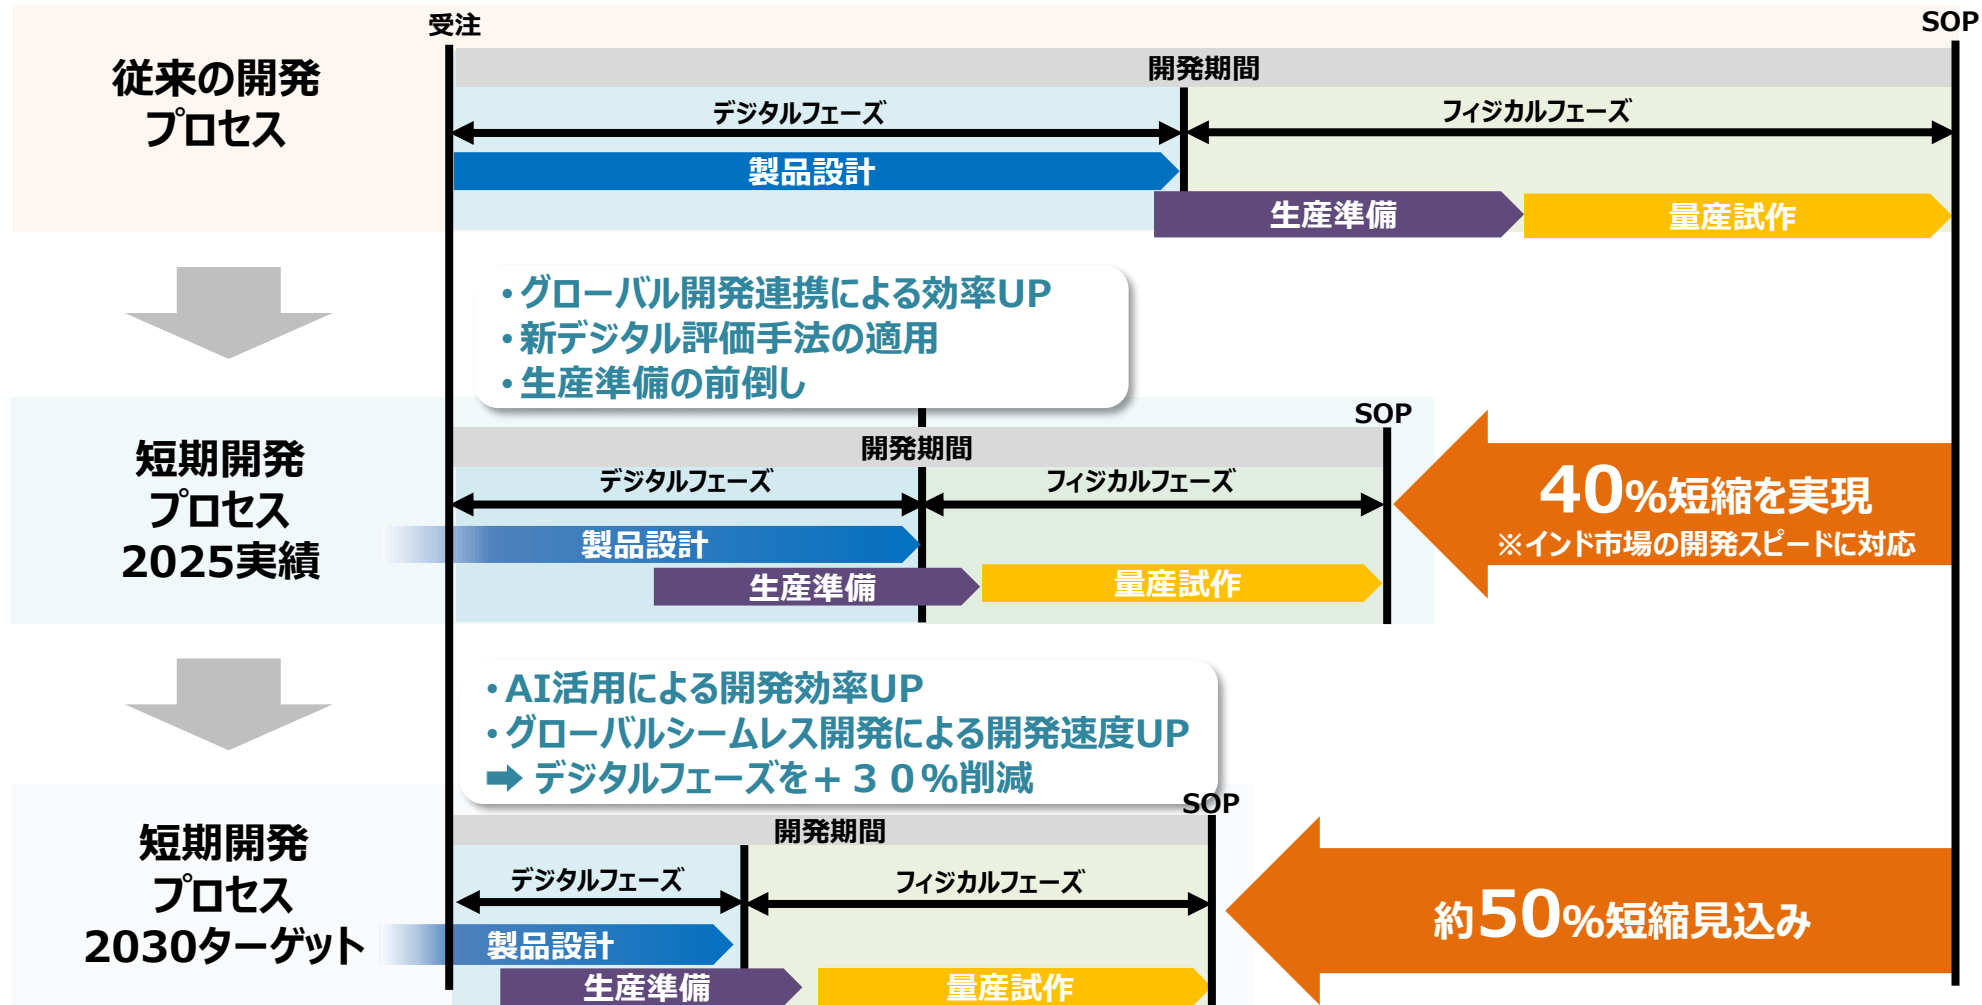 受注
SOP
従来の開発
プロセス
開発期間
デジタルフェーズ
フィジカルフェーズ
製品設計
生産準備
量産試作
・グローバル開発連携による効率UP
・新デジタル評価手法の適用
・生産準備の前倒し
短期開発
プロセス
2025実績
SOP
開発期間
デジタルフェーズ
フィジカルフェーズ
製品設計
生産準備
量産試作
40%短縮を実現
※インド市場の開発スピードに対応
・AI活用による開発効率UP
・グローバルシームレス開発による開発速度UP
➡ デジタルフェーズを+30%削減
短期開発
プロセス
2030ターゲット
SOP
開発期間
デジタルフェーズ
フィジカルフェーズ
製品設計
生産準備
量産試作
約50%短縮見込み